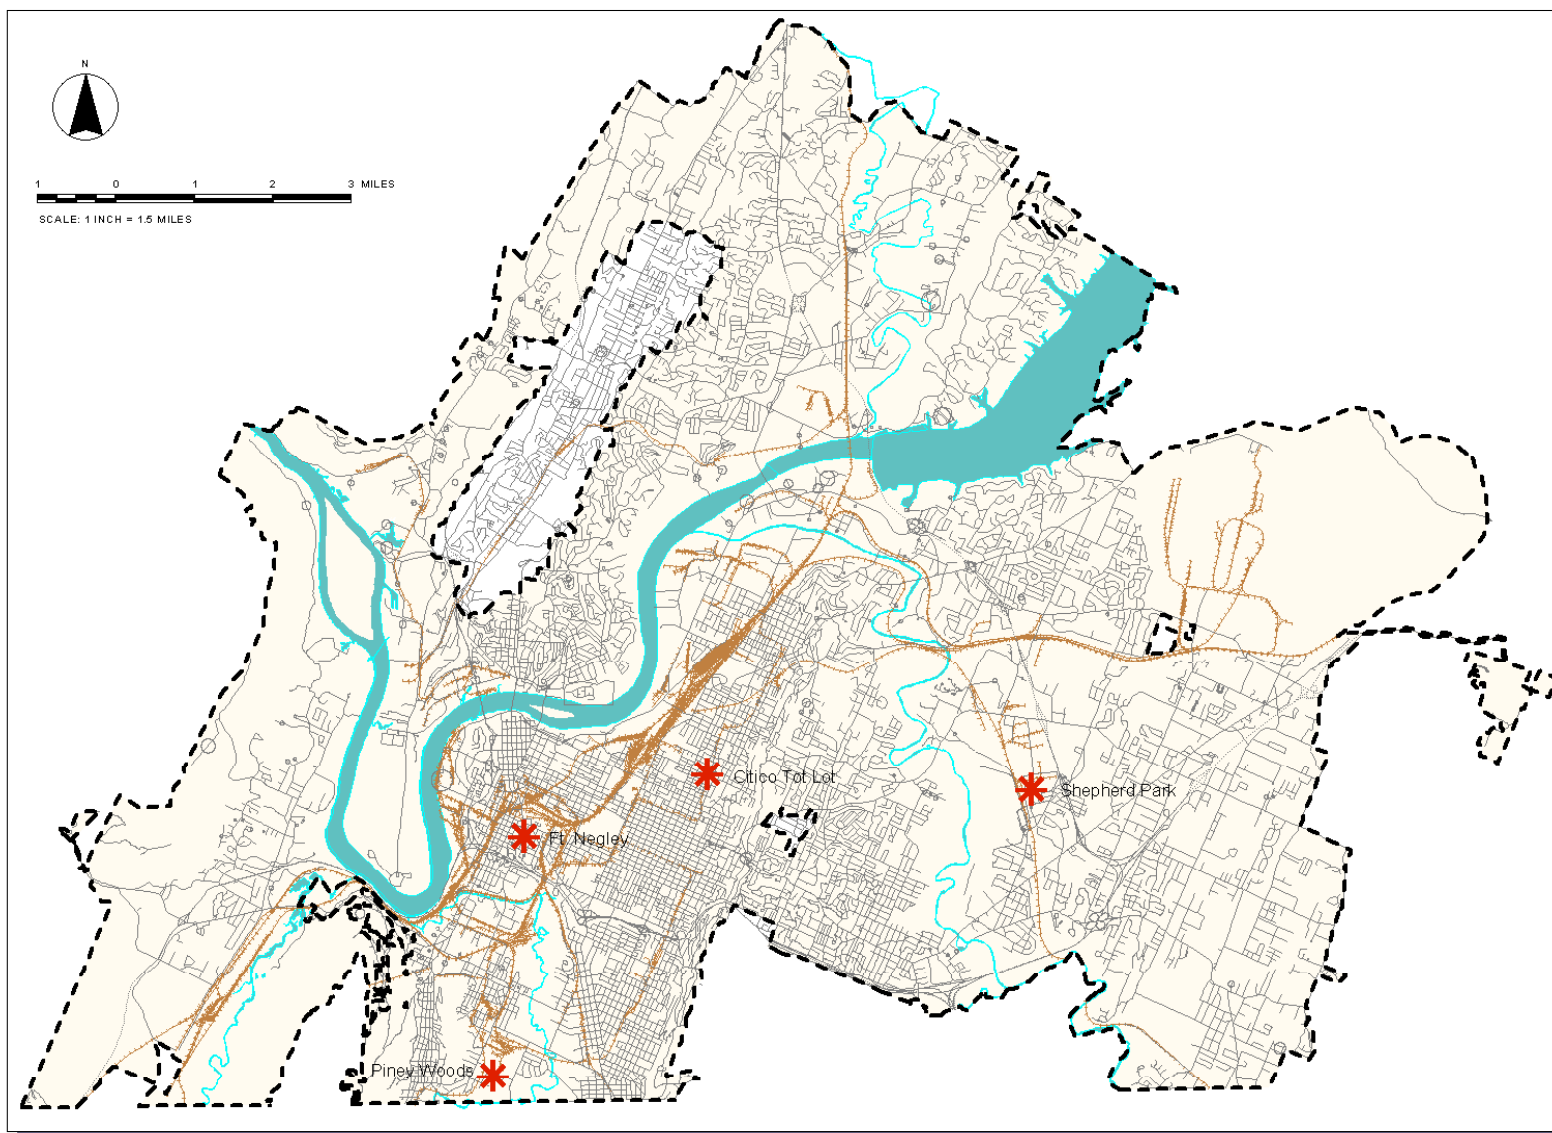 N
1 0 1 2 3 MILES
SCALE: 1 INCH = 1.5 MILES
Citico Tot Lot
Shepherd Park
Ft. Negley
Piney Woods